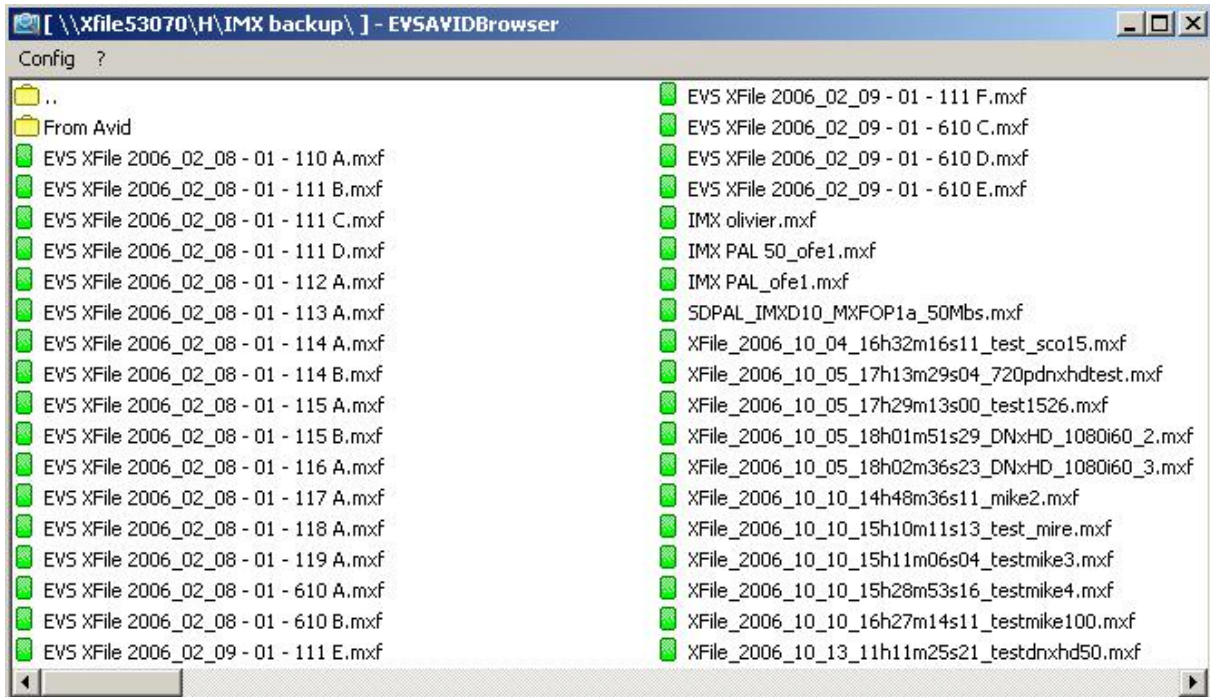 [ \\Xfile53070\H\IMX backup\ ] - EVSAVIDBrowser
Config ?
..
From Avid
EVS XFile 2006_02_08 - 01 - 110 A.mxf
EVS XFile 2006_02_08 - 01 - 111 B.mxf
EVS XFile 2006_02_08 - 01 - 111 C.mxf
EVS XFile 2006_02_08 - 01 - 111 D.mxf
EVS XFile 2006_02_08 - 01 - 112 A.mxf
EVS XFile 2006_02_08 - 01 - 113 A.mxf
EVS XFile 2006_02_08 - 01 - 114 A.mxf
EVS XFile 2006_02_08 - 01 - 114 B.mxf
EVS XFile 2006_02_08 - 01 - 115 A.mxf
EVS XFile 2006_02_08 - 01 - 115 B.mxf
EVS XFile 2006_02_08 - 01 - 116 A.mxf
EVS XFile 2006_02_08 - 01 - 117 A.mxf
EVS XFile 2006_02_08 - 01 - 118 A.mxf
EVS XFile 2006_02_08 - 01 - 119 A.mxf
EVS XFile 2006_02_08 - 01 - 610 A.mxf
EVS XFile 2006_02_08 - 01 - 610 B.mxf
EVS XFile 2006_02_09 - 01 - 111 E.mxf
EVS XFile 2006_02_09 - 01 - 111 F.mxf
EVS XFile 2006_02_09 - 01 - 610 C.mxf
EVS XFile 2006_02_09 - 01 - 610 D.mxf
EVS XFile 2006_02_09 - 01 - 610 E.mxf
IMX olivier.mxf
IMX PAL 50_ofe1.mxf
IMX PAL_ofe1.mxf
SDPAL_IMXD10_MXFOP1a_50Mbs.mxf
XFile_2006_10_04_16h32m16s11_test_sco15.mxf
XFile_2006_10_05_17h13m29s04_720pdnxhdtest.mxf
XFile_2006_10_05_17h29m13s00_test1526.mxf
XFile_2006_10_05_18h01m51s29_DNxHD_1080i60_2.mxf
XFile_2006_10_05_18h02m36s23_DNxHD_1080i60_3.mxf
XFile_2006_10_10_14h48m36s11_mike2.mxf
XFile_2006_10_10_15h10m11s13_test_mire.mxf
XFile_2006_10_10_15h11m06s04_testmike3.mxf
XFile_2006_10_10_15h28m53s16_testmike4.mxf
XFile_2006_10_10_16h27m14s11_testmike100.mxf
XFile_2006_10_13_11h11m25s21_testdnxhd50.mxf